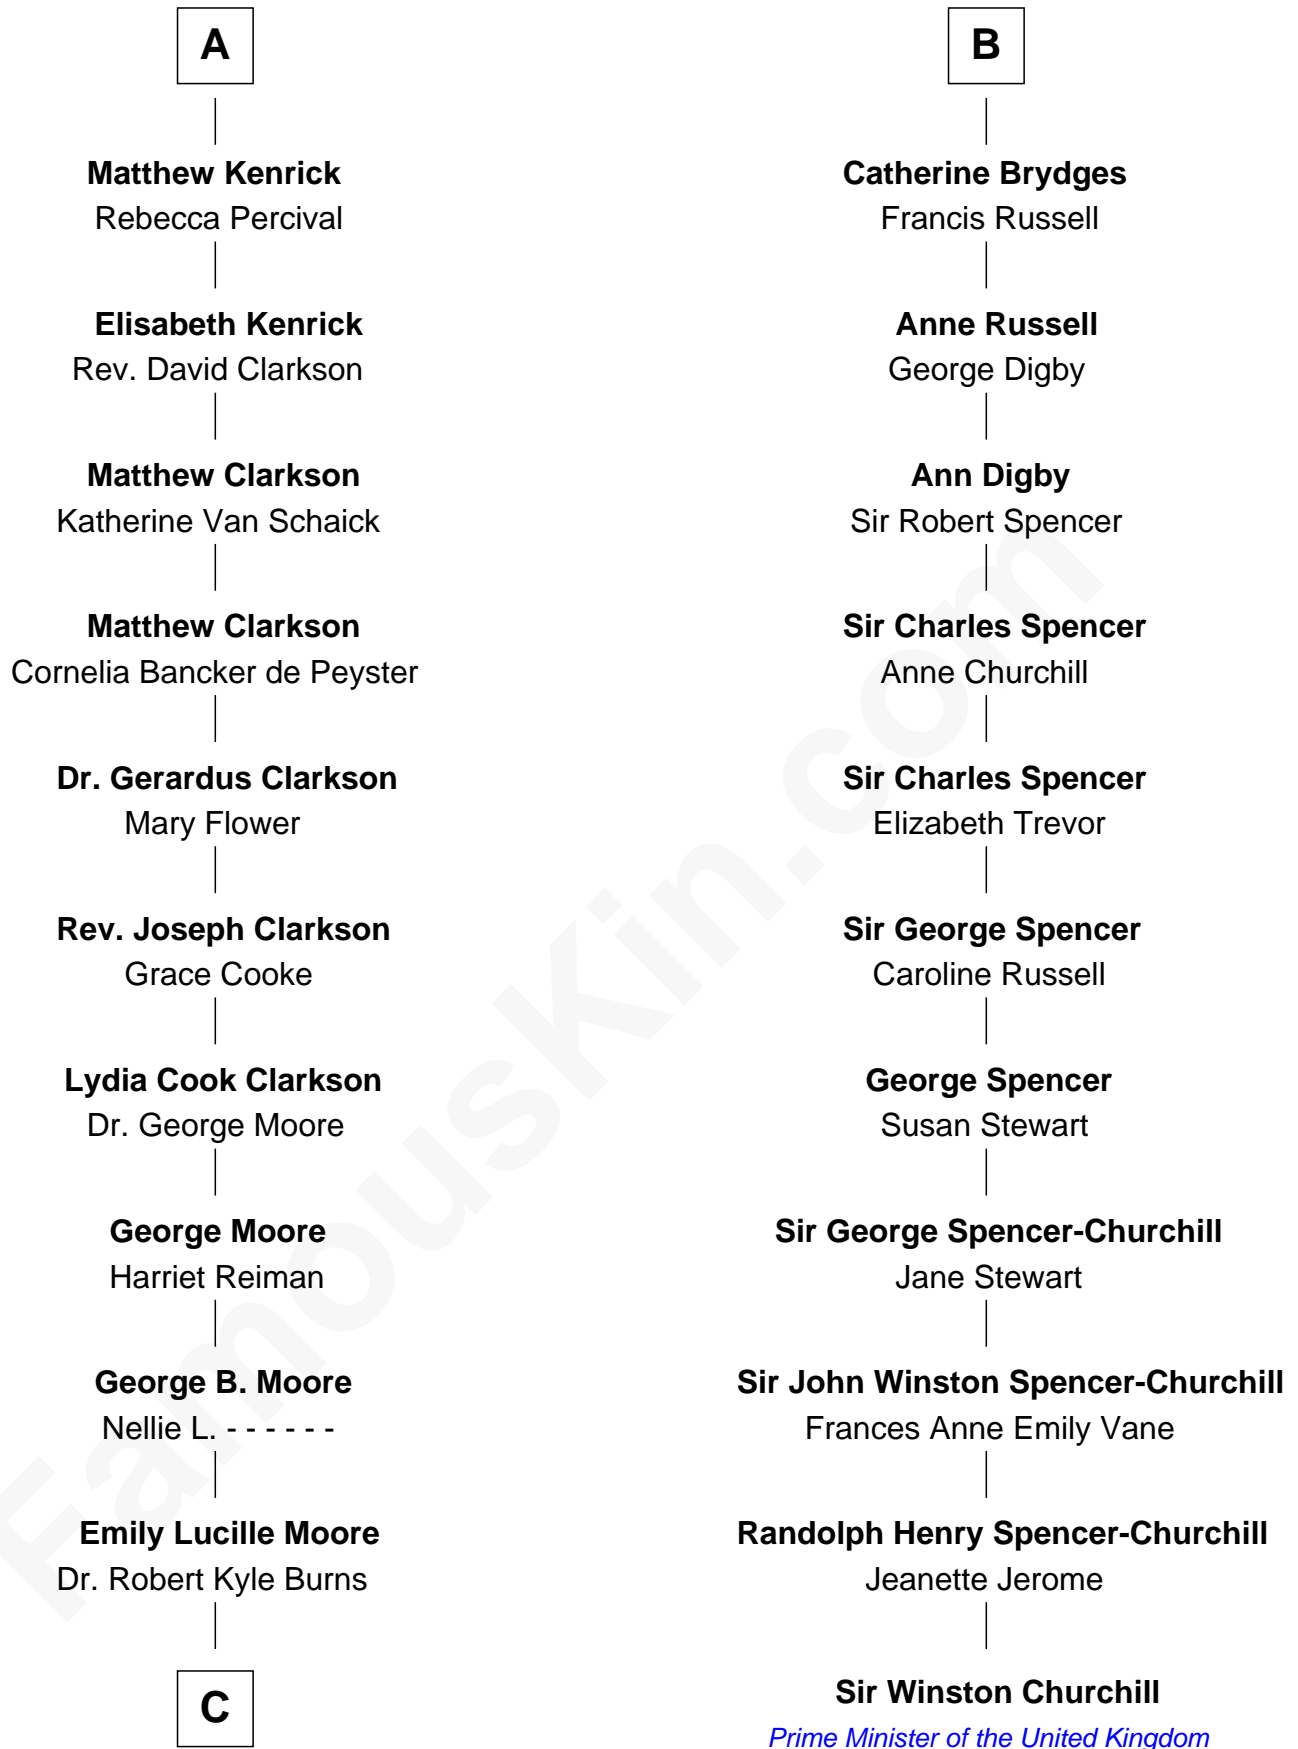 A
Matthew Kenrick
Rebecca Percival
Elisabeth Kenrick
Rev. David Clarkson
Matthew Clarkson
Katherine Van Schaick
Matthew Clarkson
Cornelia Bancker de Peyster
Dr. Gerardus Clarkson
Mary Flower
Rev. Joseph Clarkson
Grace Cooke
Lydia Cook Clarkson
Dr. George Moore
George Moore
Harriet Reiman
George B. Moore
Nellie L. - - - - - -
Emily Lucille Moore
Dr. Robert Kyle Burns
C
B
Catherine Brydges
Francis Russell
Anne Russell
George Digby
Ann Digby
Sir Robert Spencer
Sir Charles Spencer
Anne Churchill
Sir Charles Spencer
Elizabeth Trevor
Sir George Spencer
Caroline Russell
George Spencer
Susan Stewart
Sir George Spencer-Churchill
Jane Stewart
Sir John Winston Spencer-Churchill
Frances Anne Emily Vane
Randolph Henry Spencer-Churchill
Jeanette Jerome
Sir Winston Churchill
Prime Minister of the United Kingdom
FamousKin.com